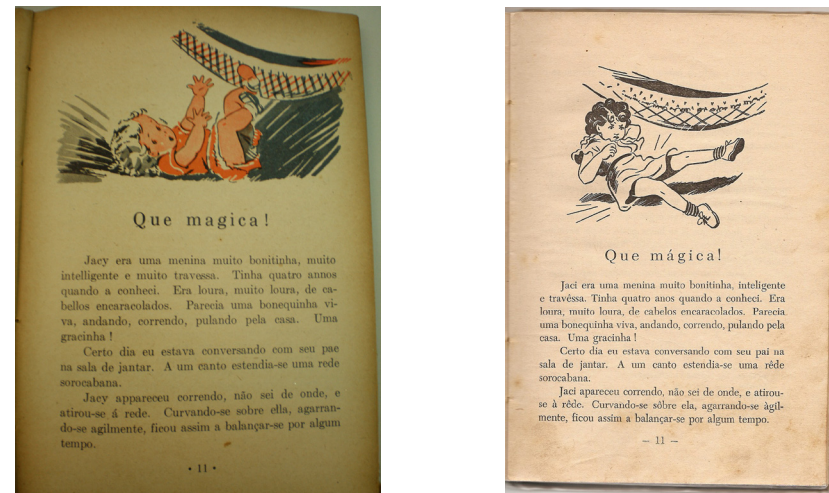 Que magica!
Jacy era uma menina muito bonitinha, muito
intelligente e muito travessa. Tinha quatro annos
quando a conheci. Era loura, muito loura, de ca-
bellos encaracolados. Parecia uma bonequinha vi-
va, andando, correndo, pulando pela casa. Uma
gracinha!
Certo dia eu estava conversando com seu pae
na sala de jantar. A um canto estendia-se uma rede
sorocabana.
Jacy appareceu correndo, não sei de onde, e
atirou-se á rede. Curvando-se sobre ella, agarran-
do-se agilmente, ficou assim a balançar-se por algum
tempo.
• 11 •
Que mágica!
Jaci era uma menina muito bonitinha, inteligente
e travêssa. Tinha quatro anos quando a conheci. Era
loura, muito loura, de cabelos encaracolados. Parecia
uma bonequinha viva, andando, correndo, pulando pela
casa. Uma gracinha!
Certo dia eu estava conversando com seu pai na
sala de jantar. A um canto estendia-se uma rêde
sorocabana.
Jaci apareceu correndo, não sei de onde, e atirou-
se à rêde. Curvando-se sôbre ela, agarrando-se àgil-
mente, ficou assim a balançar-se por algum tempo.
— 11 —